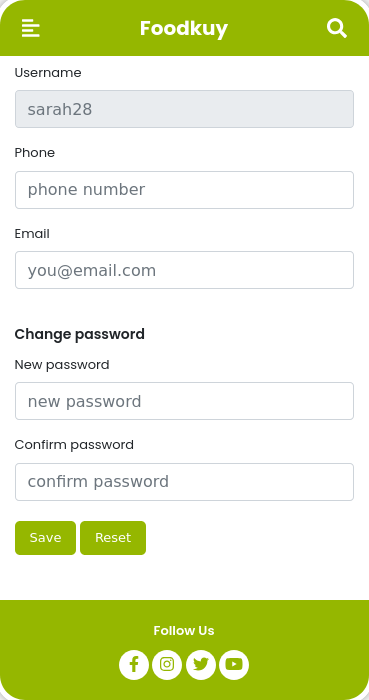 Foodkuy
Username
sarah28
Phone
phone number
Email
you@email.com
Change password
New password
new password
Confirm password
confirm password
Save Reset
Follow Us